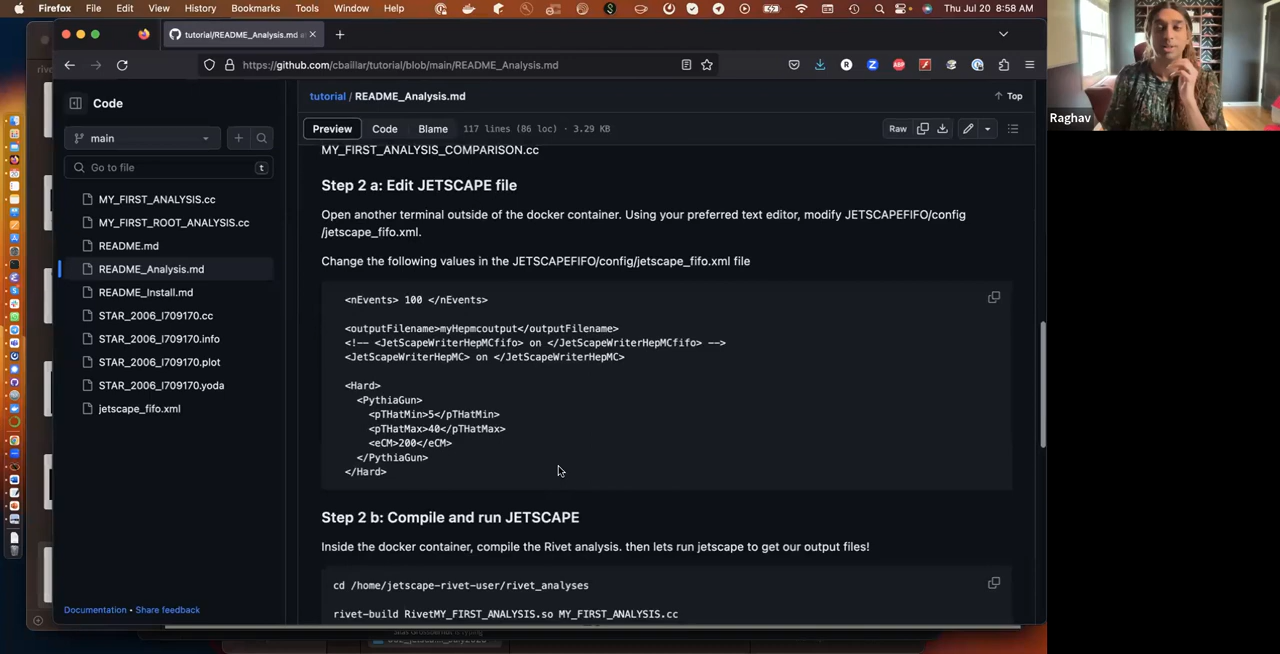 Firefox File Edit View History Bookmarks Tools Window Help Thu Jul 20 8:58 AM
tutorial/README_Analysis.md
https://github.com/cbaillar/tutorial/blob/main/README_Analysis.md
Raghav
Code
tutorial / README_Analysis.md Top
main
Preview Code Blame 117 lines (86 loc) · 3.29 KB Raw
Go to file t
MY_FIRST_ANALYSIS.cc
MY_FIRST_ROOT_ANALYSIS.cc
README.md
README_Analysis.md
README_Install.md
STAR_2006_I709170.cc
STAR_2006_I709170.info
STAR_2006_I709170.plot
STAR_2006_I709170.yoda
jetscape_fifo.xml
Documentation · Share feedback
MY_FIRST_ANALYSIS_COMPARISON.cc
Step 2 a: Edit JETSCAPE file
Open another terminal outside of the docker container. Using your preferred text editor, modify JETSCAPEFIFO/config
/jetscape_fifo.xml.
Change the following values in the JETSCAPEFIFO/config/jetscape_fifo.xml file
<nEvents> 100 </nEvents>
<outputFilename>myHepmcoutput</outputFilename>
<!-- <JetScapeWriterHepMCfifo> on </JetScapeWriterHepMCfifo> -->
<JetScapeWriterHepMC> on </JetScapeWriterHepMC>
<Hard>
<PythiaGun>
<pTHatMin>5</pTHatMin>
<pTHatMax>40</pTHatMax>
<eCM>200</eCM>
</PythiaGun>
</Hard>
Step 2 b: Compile and run JETSCAPE
Inside the docker container, compile the Rivet analysis. then lets run jetscape to get our output files!
cd /home/jetscape-rivet-user/rivet_analyses
rivet-build RivetMY_FIRST_ANALYSIS.so MY_FIRST_ANALYSIS.cc